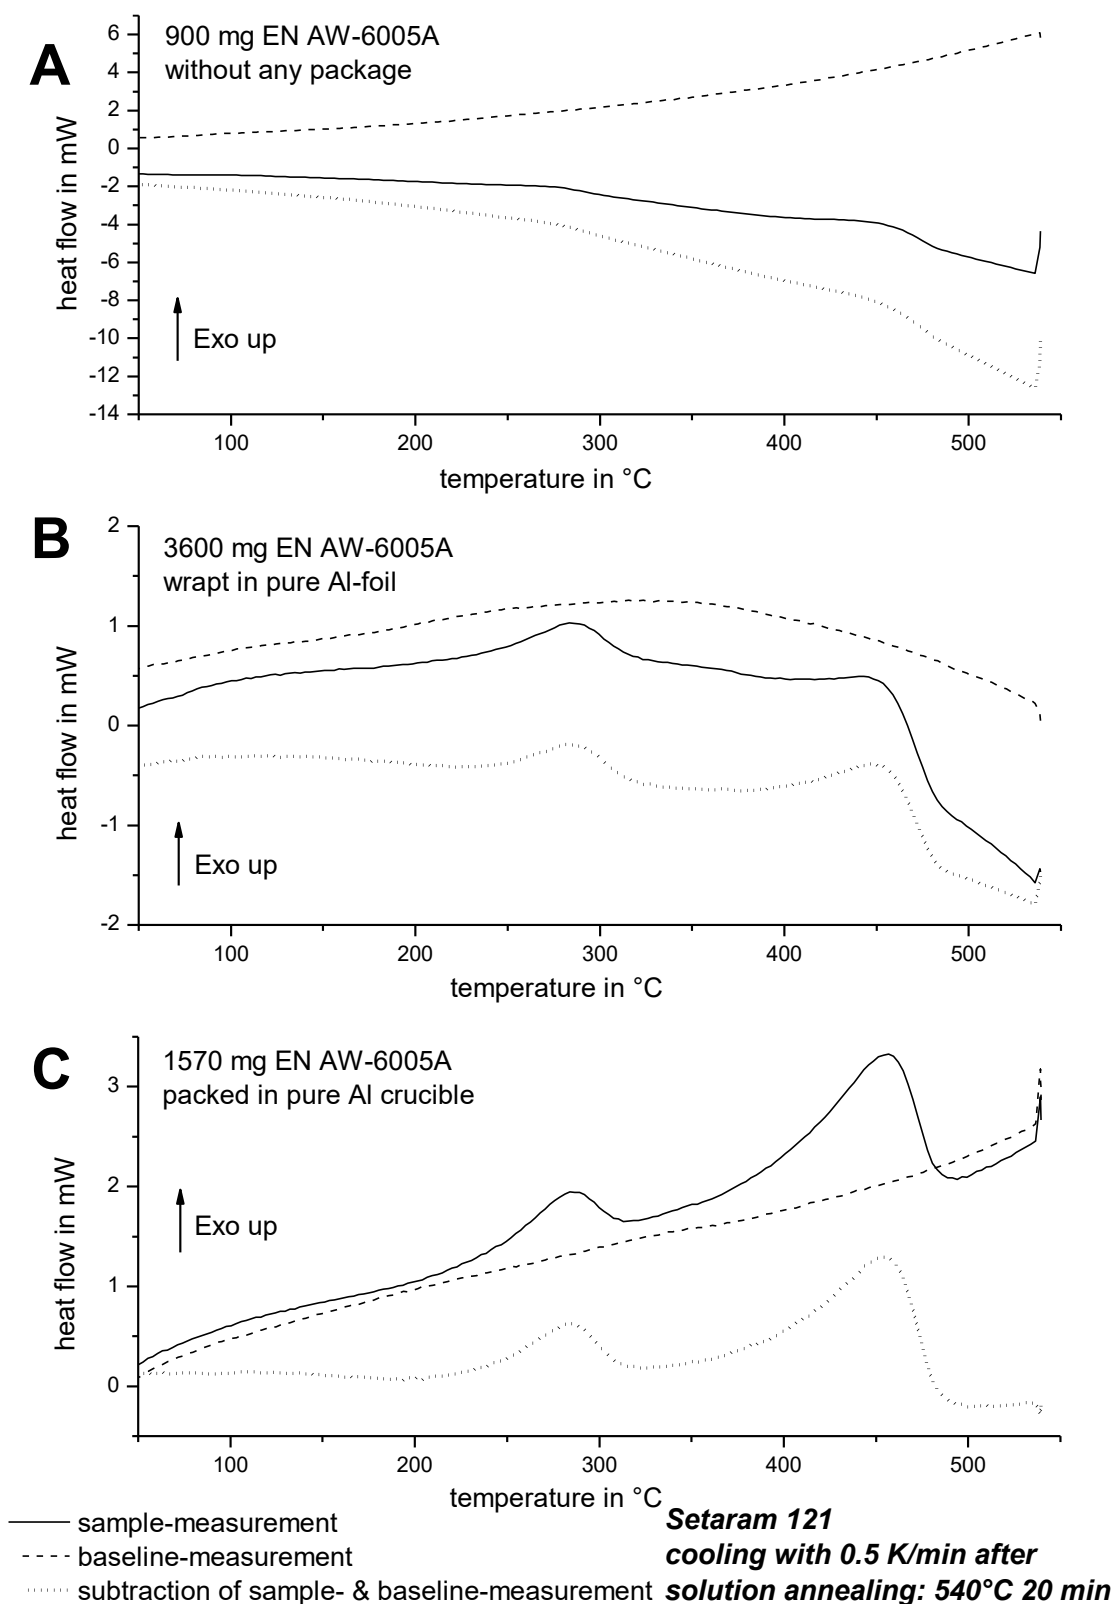 A
900 mg EN AW-6005A
without any package
heat flow in mW
6
4
2
0
-2
-4
-6
-8
-10
-12
-14
Exo up
100
200
300
400
500
temperature in °C
B
3600 mg EN AW-6005A
wrapt in pure Al-foil
heat flow in mW
2
1
0
-1
-2
Exo up
100
200
300
400
500
temperature in °C
C
1570 mg EN AW-6005A
packed in pure Al crucible
heat flow in mW
3
2
1
0
Exo up
100
200
300
400
500
temperature in °C
sample-measurement
baseline-measurement
subtraction of sample- & baseline-measurement
Setaram 121
cooling with 0.5 K/min after
solution annealing: 540°C 20 min